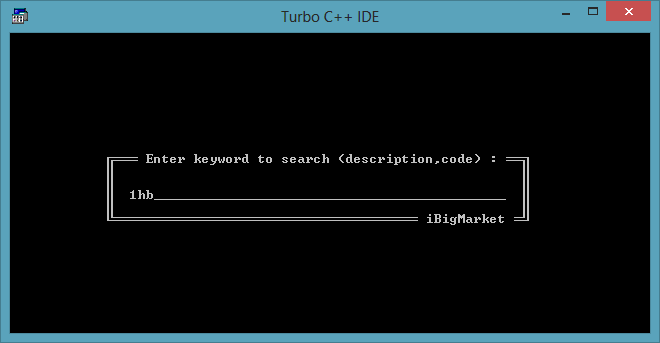 Turbo C++ IDE
Enter keyword to search (description,code) :
1hb
iBigMarket